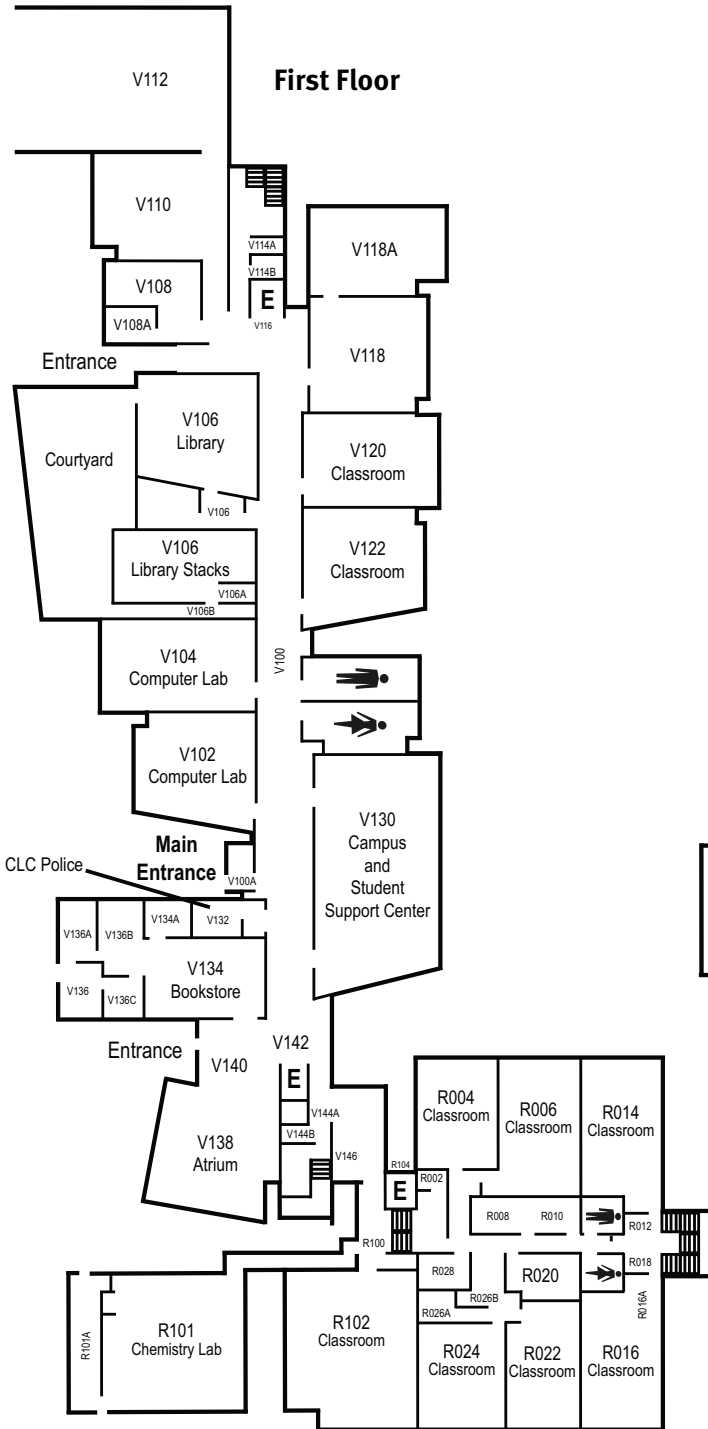 First Floor
V112
V110
V108
V108A
V114A
V114B
E
V116
V118A
V118
Entrance
V106
Library
Courtyard
V120
Classroom
V106
V106
Library Stacks
V106A
V106B
V122
Classroom
V100
V104
Computer Lab
V102
Computer Lab
V130
Campus
and
Student
Support Center
Main
Entrance
CLC Police
V100A
V136A
V136B
V134A
V132
V134
Bookstore
V136
V136C
Entrance
V140
V142
E
V144A
V144B
V146
V138
Atrium
R004
Classroom
R006
Classroom
R014
Classroom
R104
R002
E
R008
R010
R012
R100
R028
R020
R018
R026B
R026A
R016A
R101A
R101
Chemistry Lab
R102
Classroom
R024
Classroom
R022
Classroom
R016
Classroom